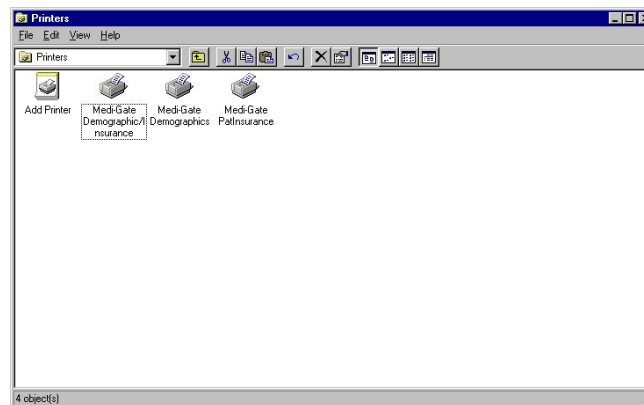 Printers
File Edit View Help
Printers
Add Printer
Medi-Gate
Demographic/I
nsurance
Medi-Gate
Demographics
Medi-Gate
PatInsurance
4 object(s)